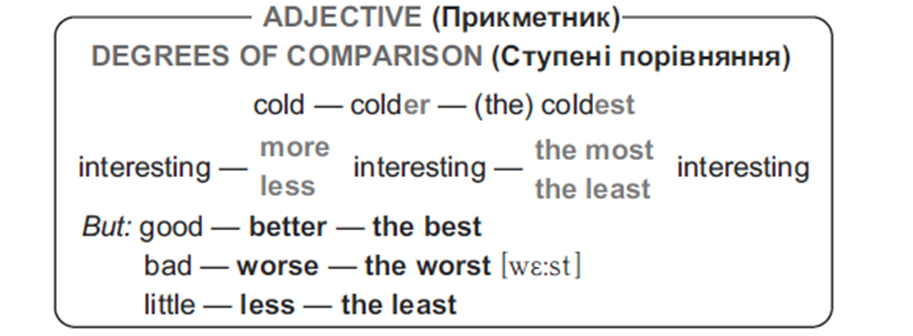 ADJECTIVE (Прикметник)
DEGREES OF COMPARISON (Ступені порівняння)
cold — colder — (the) coldest
interesting — more interesting — the most interesting
less the least
But: good — better — the best
bad — worse — the worst [wɛ:st]
little — less — the least